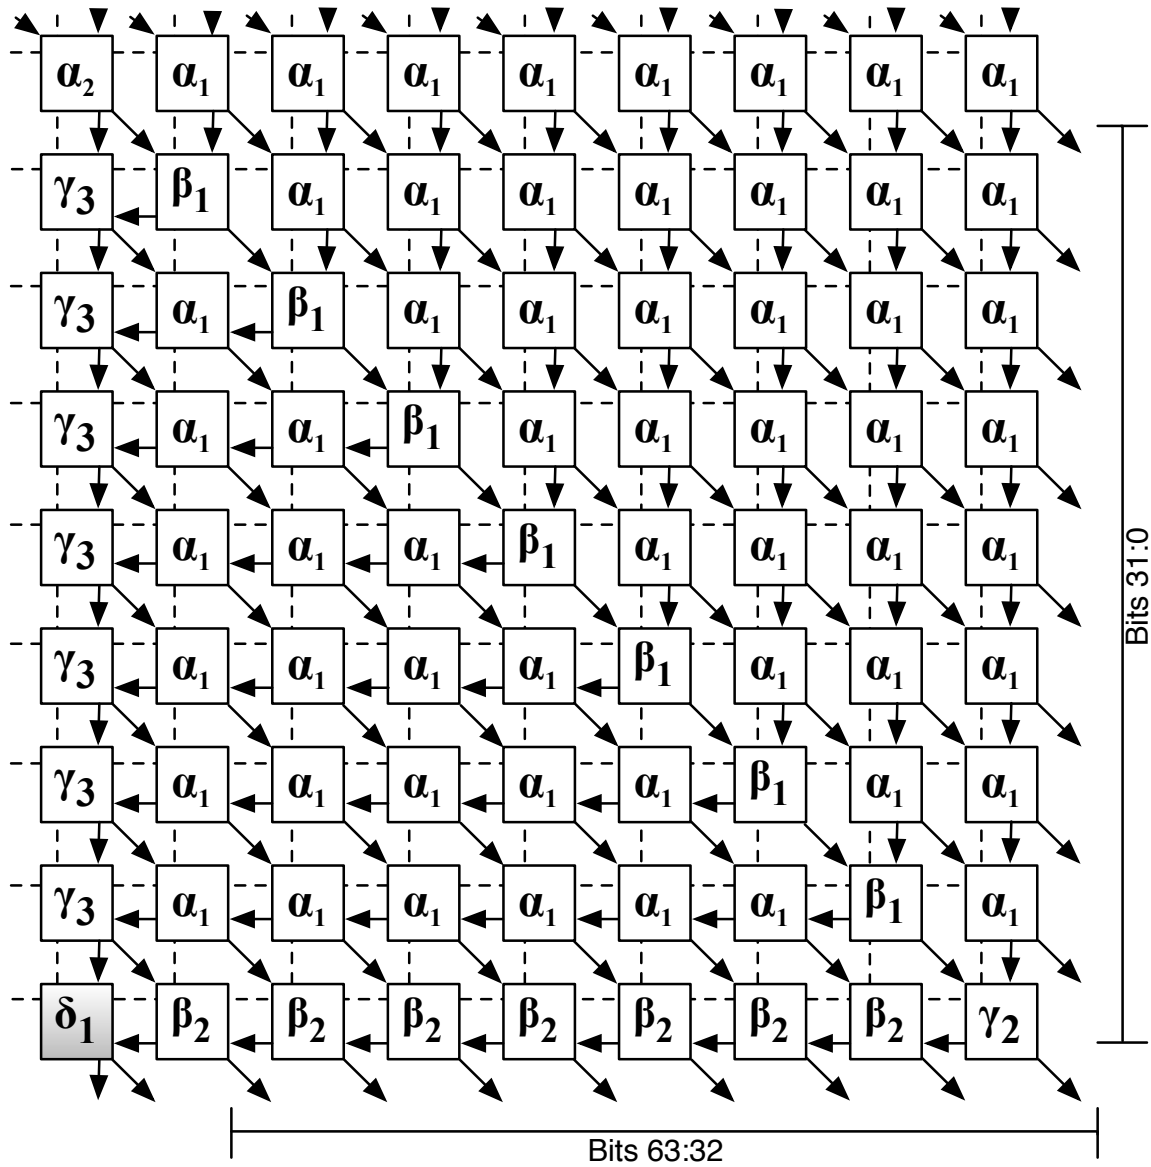 α₂ α₁ α₁ α₁ α₁ α₁ α₁ α₁ α₁
γ₃ β₁ α₁ α₁ α₁ α₁ α₁ α₁ α₁
γ₃ α₁ β₁ α₁ α₁ α₁ α₁ α₁ α₁
γ₃ α₁ α₁ β₁ α₁ α₁ α₁ α₁ α₁
γ₃ α₁ α₁ α₁ β₁ α₁ α₁ α₁ α₁
γ₃ α₁ α₁ α₁ α₁ β₁ α₁ α₁ α₁
γ₃ α₁ α₁ α₁ α₁ α₁ β₁ α₁ α₁
γ₃ α₁ α₁ α₁ α₁ α₁ α₁ β₁ α₁
δ₁ β₂ β₂ β₂ β₂ β₂ β₂ β₂ γ₂
Bits 31:0
Bits 63:32